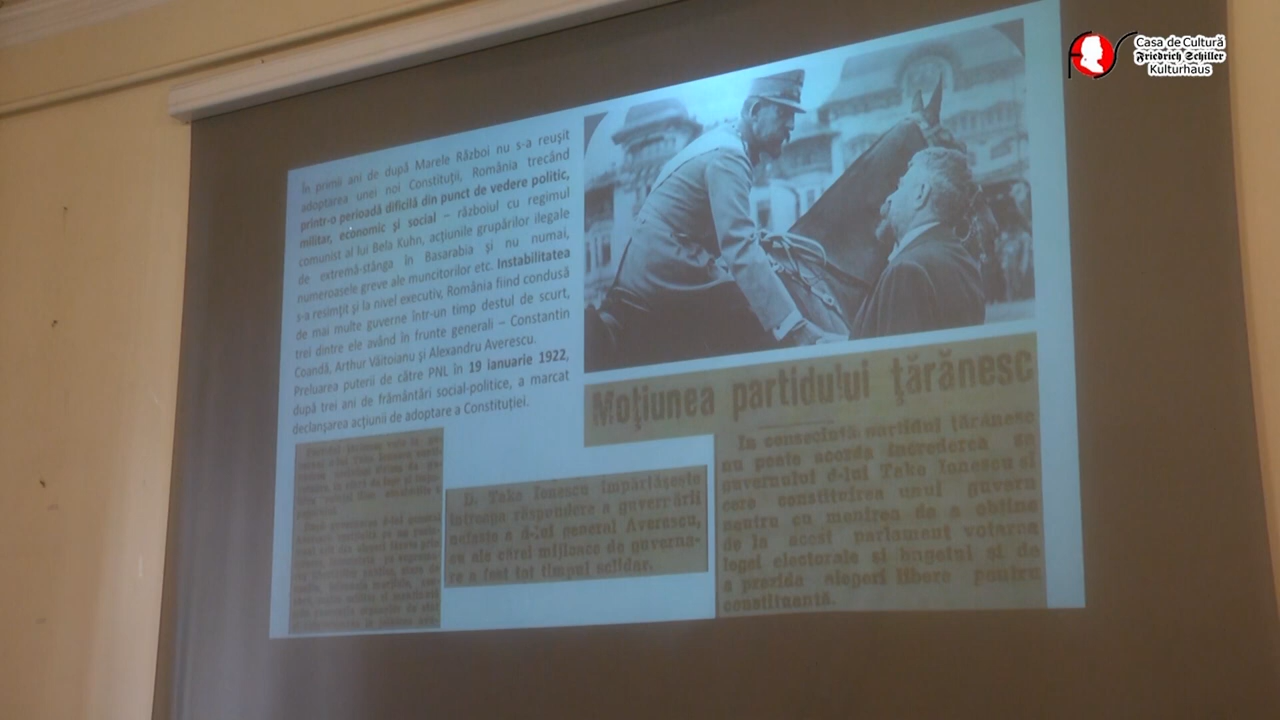 Casa de Cultură
Friedrich Schiller
Kulturhaus
În primii ani de după Marele Război nu s-a reușit
adoptarea unei noi Constituții, România trecând
printr-o perioadă dificilă din punct de vedere politic,
militar, economic și social – războiul cu regimul
comunist al lui Bela Kuhn, acțiunile grupărilor ilegale
de extremă-stânga în Basarabia și nu numai,
numeroasele greve ale muncitorilor etc. Instabilitatea
s-a resimțit și la nivel executiv, România fiind condusă
de mai multe guverne într-un timp destul de scurt,
trei dintre ele având în frunte generali – Constantin
Coandă, Arthur Văitoianu și Alexandru Averescu.
Preluarea puterii de către PNL în 19 ianuarie 1922,
după trei ani de frământări social-politice, a marcat
declanșarea acțiunii de adoptare a Constituției.
Moțiunea partidului țărănesc
D. Take Ionescu împărtășește
întreaga răspundere a guvernării
a d-lui general Averescu,
cu ale cărei mijloace de guverna-
re a fost tot timpul solidar.
In consecință partidul țărănesc
nu poate acorda încrederea sa
guvernului d-lui Take Ionescu și
cere constituirea unui guvern
pentru cu menirea de a obține
de la acest parlament votarea
legei electorale și bugetul și de
a prezida alegeri libere pentru
constituantă.